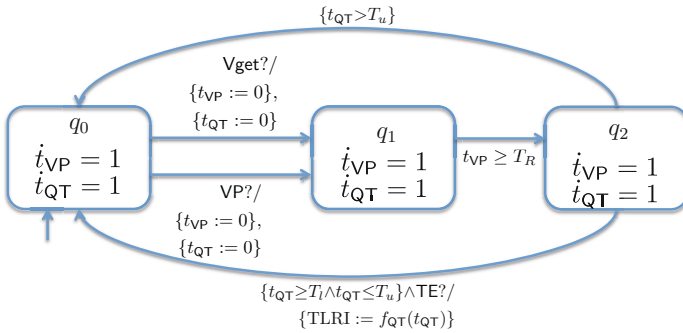 {t_QT>T_u}
Vget?/
{t_VP := 0},
{t_QT := 0}
q_0
ṫ_VP = 1
ṫ_QT = 1
q_1
ṫ_VP = 1
ṫ_QT = 1
t_VP ≥ T_R
q_2
ṫ_VP = 1
ṫ_QT = 1
VP?/
{t_VP := 0},
{t_QT := 0}
{t_QT≥T_l∧t_QT≤T_u}∧TE?/
{TLRI := f_QT(t_QT)}